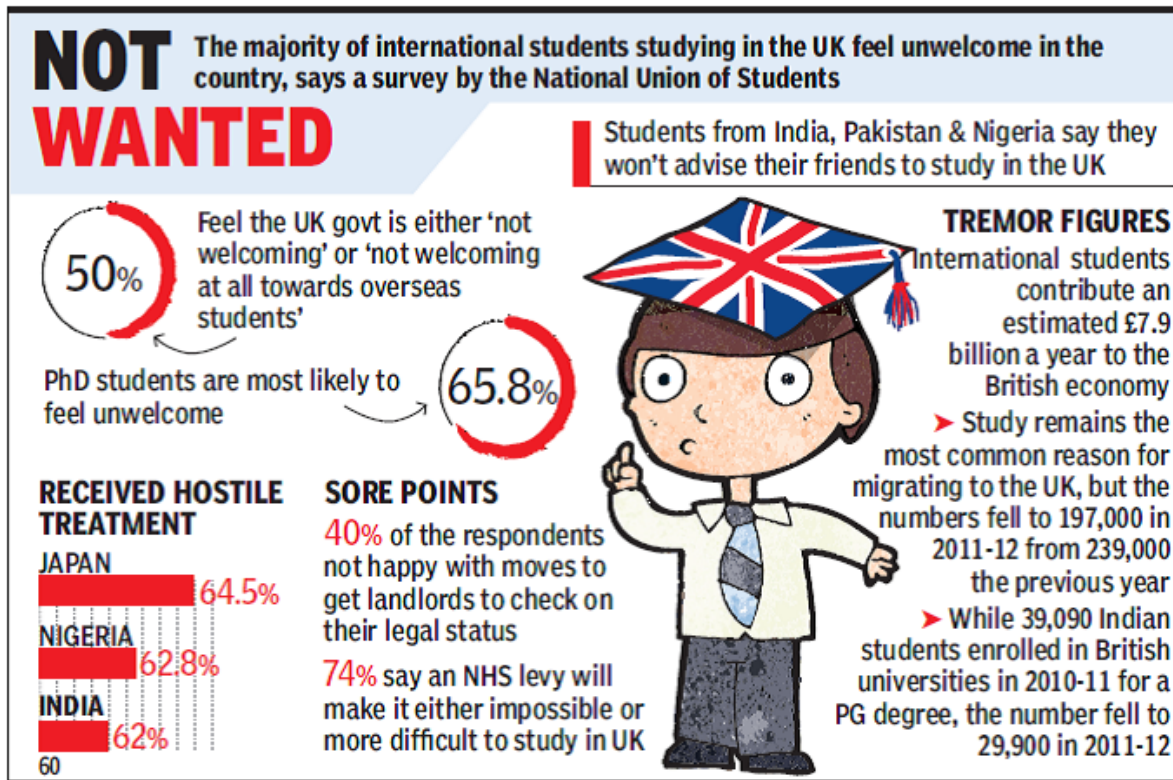 NOT
WANTED
The majority of international students studying in the UK feel unwelcome in the
country, says a survey by the National Union of Students
Students from India, Pakistan & Nigeria say they
won't advise their friends to study in the UK
50%
Feel the UK govt is either ‘not
welcoming’ or ‘not welcoming
at all towards overseas
students’
PhD students are most likely to
feel unwelcome
65.8%
RECEIVED HOSTILE
TREATMENT
JAPAN
64.5%
NIGERIA
62.8%
INDIA
62%
60
SORE POINTS
40% of the respondents
not happy with moves to
get landlords to check on
their legal status
74% say an NHS levy will
make it either impossible or
more difficult to study in UK
TREMOR FIGURES
International students
contribute an
estimated £7.9
billion a year to the
British economy
➤ Study remains the
most common reason for
migrating to the UK, but the
numbers fell to 197,000 in
2011-12 from 239,000
the previous year
➤ While 39,090 Indian
students enrolled in British
universities in 2010-11 for a
PG degree, the number fell to
29,900 in 2011-12